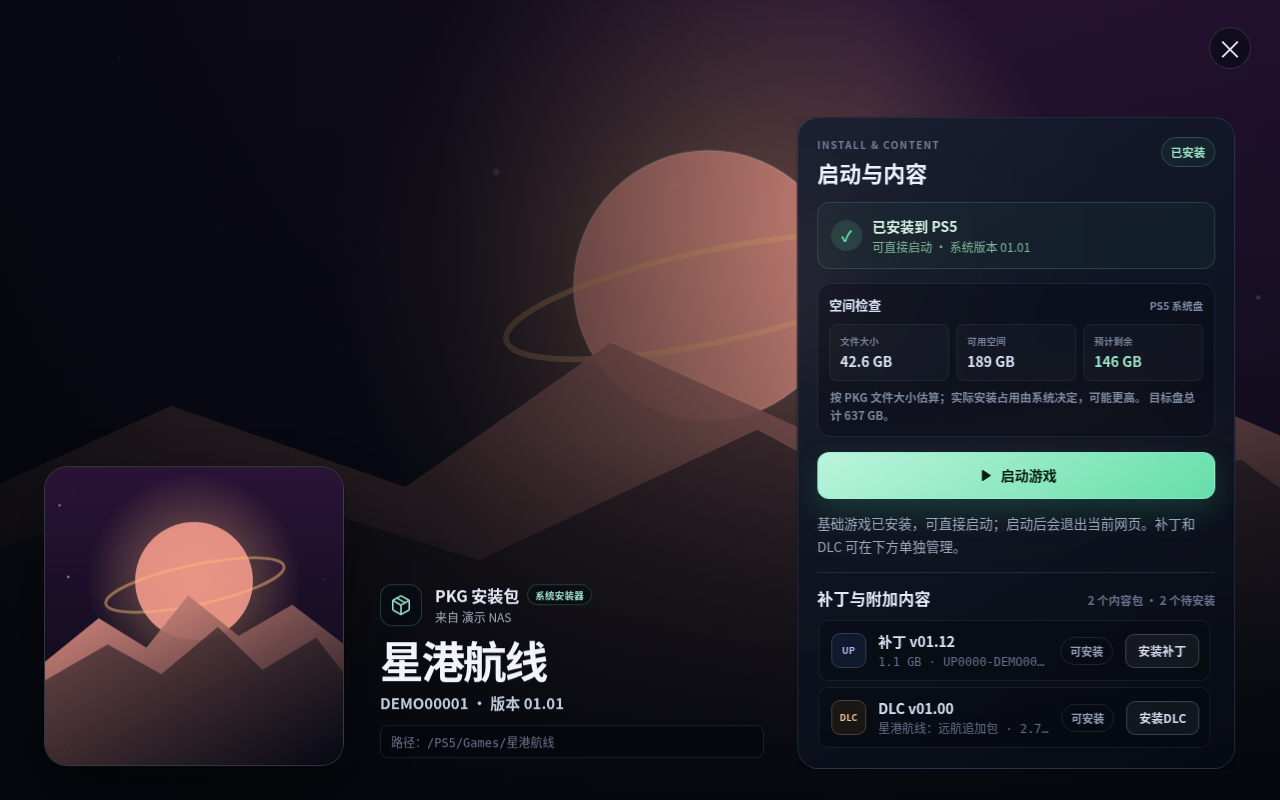 INSTALL & CONTENT
启动与内容
已安装
✓
已安装到 PS5
可直接启动 · 系统版本 01.01
空间检查
PS5 系统盘
文件大小
42.6 GB
可用空间
189 GB
预计剩余
146 GB
按 PKG 文件大小估算；实际安装占用由系统决定，可能更高。 目标盘总
计 637 GB。
▶ 启动游戏
基础游戏已安装，可直接启动；启动后会退出当前网页。补丁和
DLC 可在下方单独管理。
补丁与附加内容
2 个内容包 · 2 个待安装
UP
补丁 v01.12
1.1 GB · UP0000-DEMO00…
可安装
安装补丁
DLC
DLC v01.00
星港航线：远航追加包 · 2.7…
可安装
安装DLC
PKG 安装包
系统安装器
来自 演示 NAS
星港航线
DEMO00001 · 版本 01.01
路径：/PS5/Games/星港航线